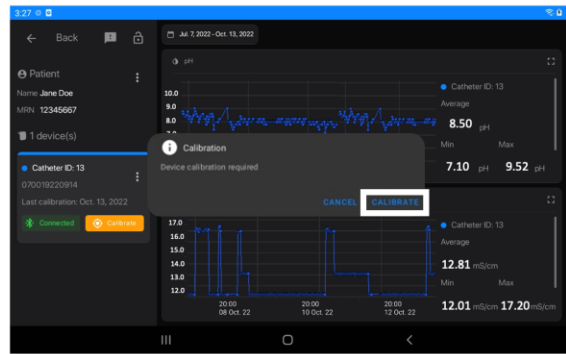 3:27
Back
Jul. 7, 2022 - Oct. 13, 2022
Patient
Name Jane Doe
MRN 12345667
1 device(s)
Catheter ID: 13
070019220914
Last calibration: Oct. 13, 2022
Connected
Calibrate
pH
10.0
9.0
8.0
Catheter ID: 13
Average
8.50 pH
Min Max
7.10 pH 9.52 pH
Calibration
Device calibration required
CANCEL CALIBRATE
17.0
16.0
15.0
14.0
13.0
12.0
20:00 20:00 20:00
08 Oct. 22 10 Oct. 22 12 Oct. 22
Catheter ID: 13
Average
12.81 mS/cm
Min Max
12.01 mS/cm 17.20 mS/cm